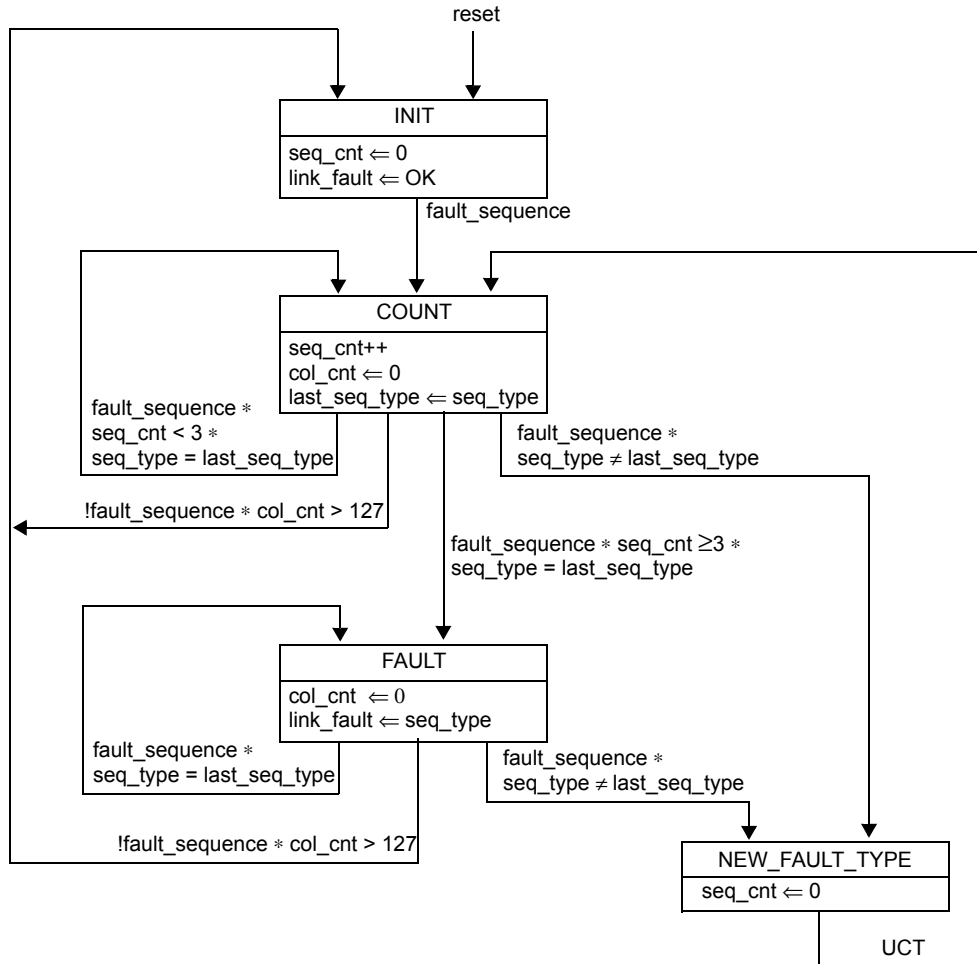 reset
INIT
seq_cnt ⇐ 0
link_fault ⇐ OK
fault_sequence
COUNT
seq_cnt++
col_cnt ⇐ 0
last_seq_type ⇐ seq_type
fault_sequence *
seq_cnt < 3 *
seq_type = last_seq_type
fault_sequence *
seq_type ≠ last_seq_type
!fault_sequence * col_cnt > 127
fault_sequence * seq_cnt ≥3 *
seq_type = last_seq_type
FAULT
col_cnt ⇐ 0
link_fault ⇐ seq_type
fault_sequence *
seq_type = last_seq_type
fault_sequence *
seq_type ≠ last_seq_type
!fault_sequence * col_cnt > 127
NEW_FAULT_TYPE
seq_cnt ⇐ 0
UCT